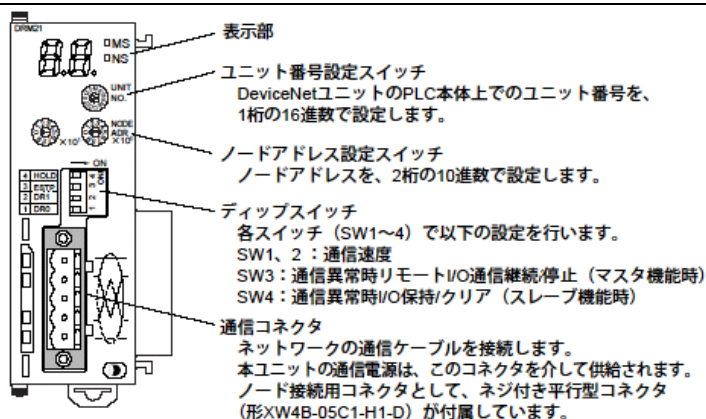 DRM21
MS
NS
UNIT
NO.
NODE
ADR
×10¹
×10⁰
ON
4 HOLD
3 ESTP
2 DR1
1 DR0
1 2 3 4
ON
表示部
ユニット番号設定スイッチ
DeviceNetユニットのPLC本体上でのユニット番号を、
1桁の16進数で設定します。
ノードアドレス設定スイッチ
ノードアドレスを、2桁の10進数で設定します。
ディップスイッチ
各スイッチ（SW1～4）で以下の設定を行います。
SW1、2：通信速度
SW3：通信異常時リモートI/O通信継続/停止（マスタ機能時）
SW4：通信異常時I/O保持/クリア（スレーブ機能時）
通信コネクタ
ネットワークの通信ケーブルを接続します。
本ユニットの通信電源は、このコネクタを介して供給されます。
ノード接続用コネクタとして、ネジ付き平行型コネクタ
（形XW4B-05C1-H1-D）が付属しています。